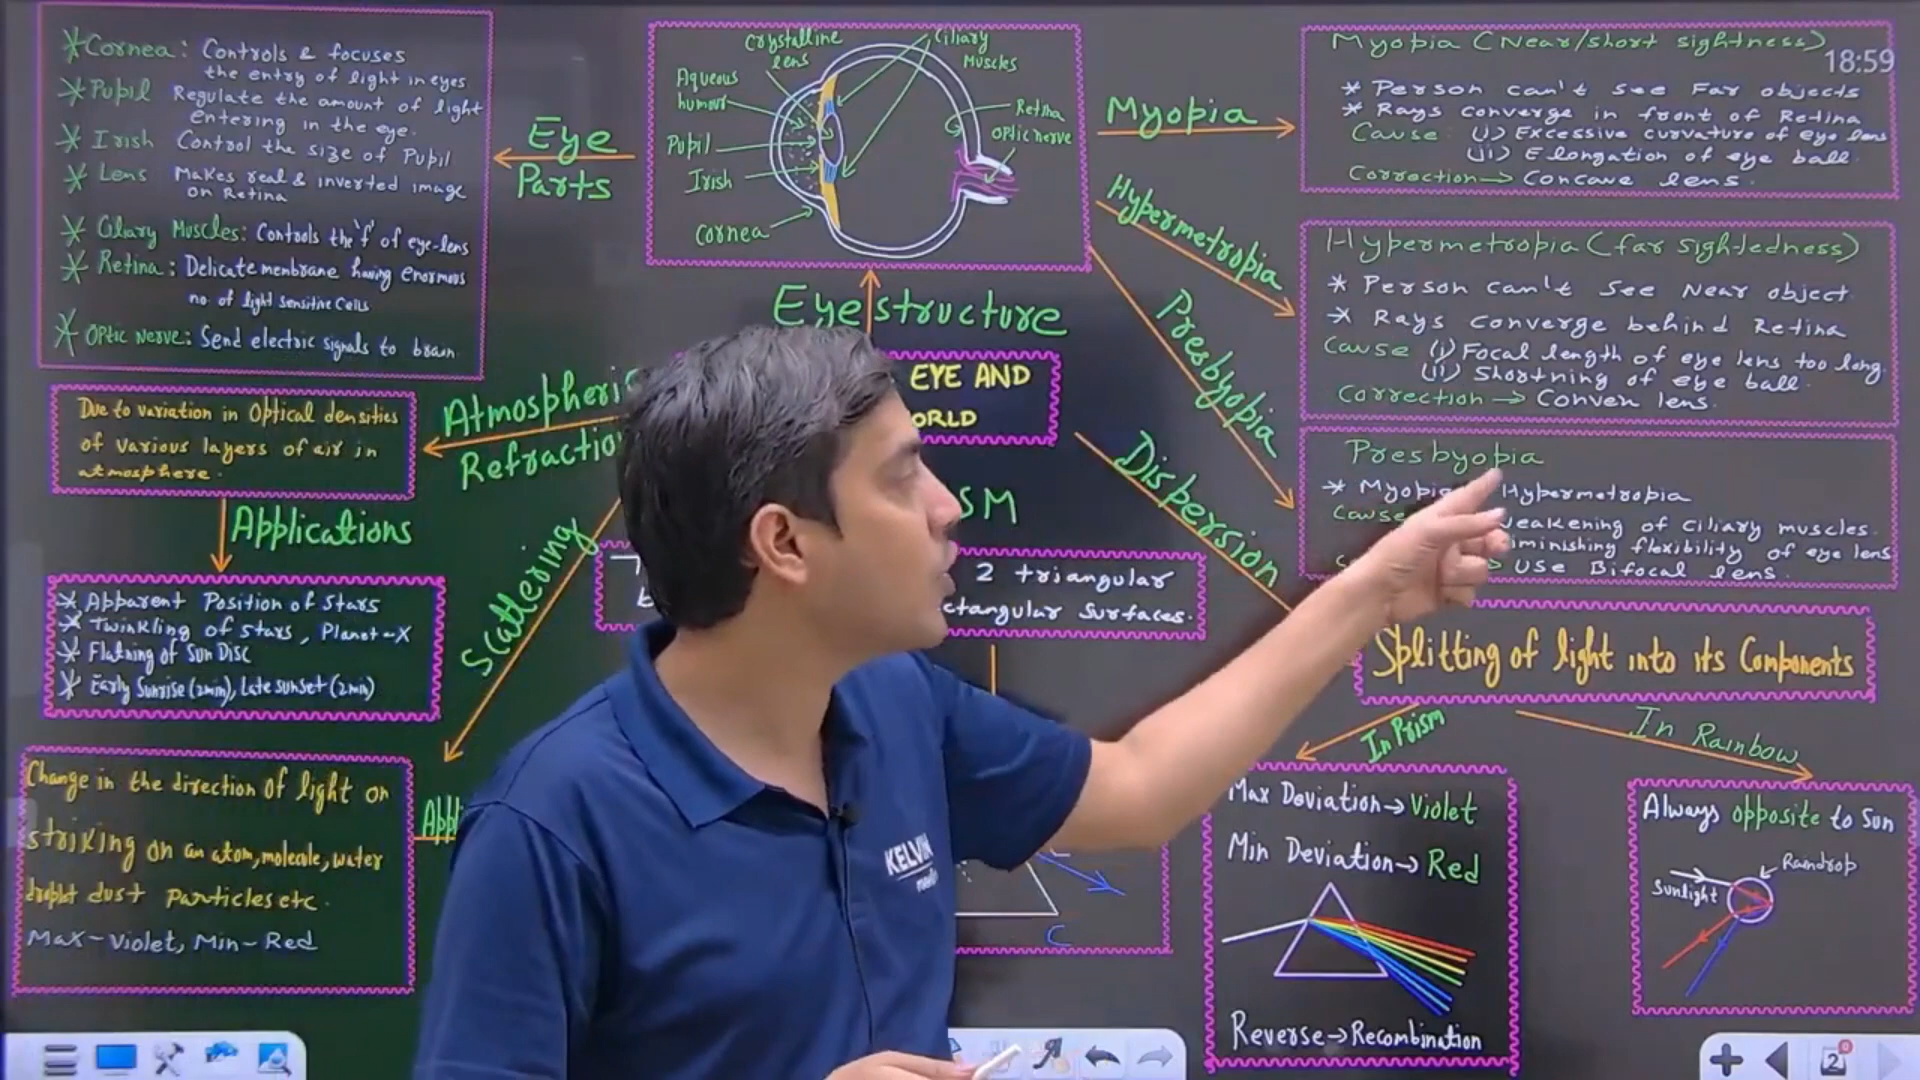 *Cornea: Controls & focuses
the entry of light in eyes
*Pupil Regulate the amount of light
entering in the eye.
* Irish Control the size of Pupil
* Lens Makes real & inverted image
on Retina
* Ciliary Muscles: Controls the 'f' of eye-lens
* Retina: Delicate membrane having enormous
no. of light sensitive cells
* Optic Nerve: Send electric signals to brain.
Eye
Parts
Crystalline
lens
Ciliary
Muscles
Aqueous
humour
Pupil
Irish
Cornea
Retina
Optic nerve
Eye structure
EYE AND
ORLD
Myopia
Hypermetropia
Presbyopia
Dispersion
Myopia (Near/short sightness)
18:59
* Person can't see Far objects
* Rays converge in front of Retina
Cause: (i) Excessive curvature of eye lens
(ii) Elongation of eye ball.
Correction → Concave lens.
Hypermetropia (far sightedness)
* Person can't see Near object
* Rays converge behind Retina
Cause (i) Focal length of eye lens too long.
(ii) Shortning of eye ball.
Correction → Conven lens.
Presbyopia
* Myopia Hypermetropia
Cause weakening of ciliary muscles.
iminishing flexibility of eye lens
Use Bifocal lens.
Atmospheri
Refractio
Due to variation in Optical densities
of various layers of air in
atmosphere.
Applications
* Apparent Position of Stars
* Twinkling of stars, Planet-X
* Flatning of Sun Disc
* Early Sunrise (2min), Late sunset (2min)
Scattering
Change in the direction of light on
striking on an atom, molecule, water
droplet dust particles etc.
Max-Violet, Min-Red
Appl
SM
2 triangular
ctangular surfaces.
C
Splitting of light into its Components
In Prism
In Rainbow
Max Deviation → Violet
Min Deviation → Red
Reverse → Recombination
Always opposite to Sun
Sunlight
Raindrop
KELVIN
2